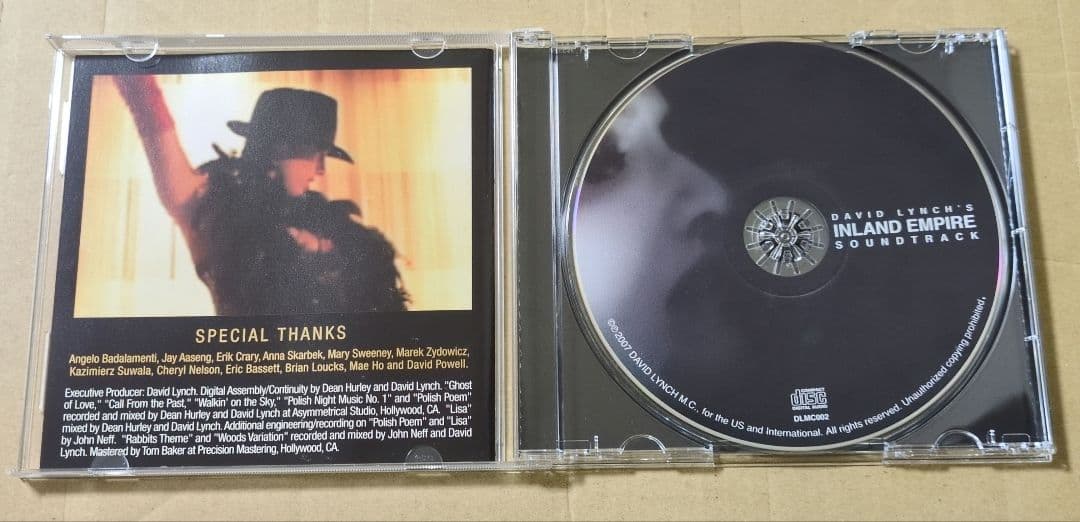 SPECIAL THANKS
Angelo Badalamenti, Jay Aaseng, Erik Crary, Anna Skarbek, Mary Sweeney, Marek Zydowicz,
Kazimierz Suwala, Cheryl Nelson, Eric Bassett, Brian Loucks, Mae Ho and David Powell.
Executive Producer: David Lynch. Digital Assembly/Continuity by Dean Hurley and David Lynch. "Ghost
of Love," "Call From the Past," "Walkin' on the Sky," "Polish Night Music No. 1" and "Polish Poem"
recorded and mixed by Dean Hurley and David Lynch at Asymmetrical Studio, Hollywood, CA. "Lisa"
mixed by Dean Hurley and David Lynch. Additional engineering/recording on "Polish Poem" and "Lisa"
by John Neff. "Rabbits Theme" and "Woods Variation" recorded and mixed by John Neff and David
Lynch. Mastered by Tom Baker at Precision Mastering, Hollywood, CA.
DAVID LYNCH'S
INLAND EMPIRE
SOUNDTRACK
COMPACT
disc
DIGITAL AUDIO
DLMC002
©℗2007 DAVID LYNCH M.C., for the US and International. All rights reserved. Unauthorized copying prohibited,